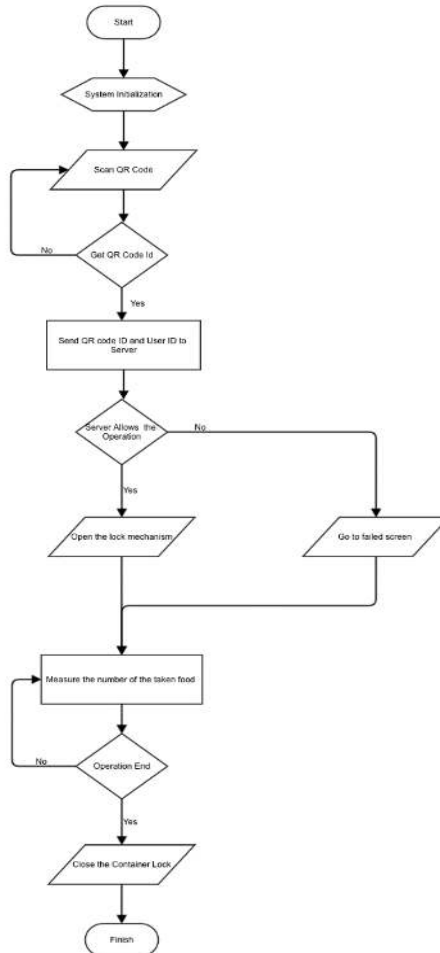 Start
System Initialization
Scan QR Code
No
Get QR Code Id
Yes
Send QR code ID and User ID to
Server
Server Allows the
Operation
No
Yes
Open the lock mechanism
Go to failed screen
Measure the number of the taken food
No
Operation End
Yes
Close the Container Lock
Finish